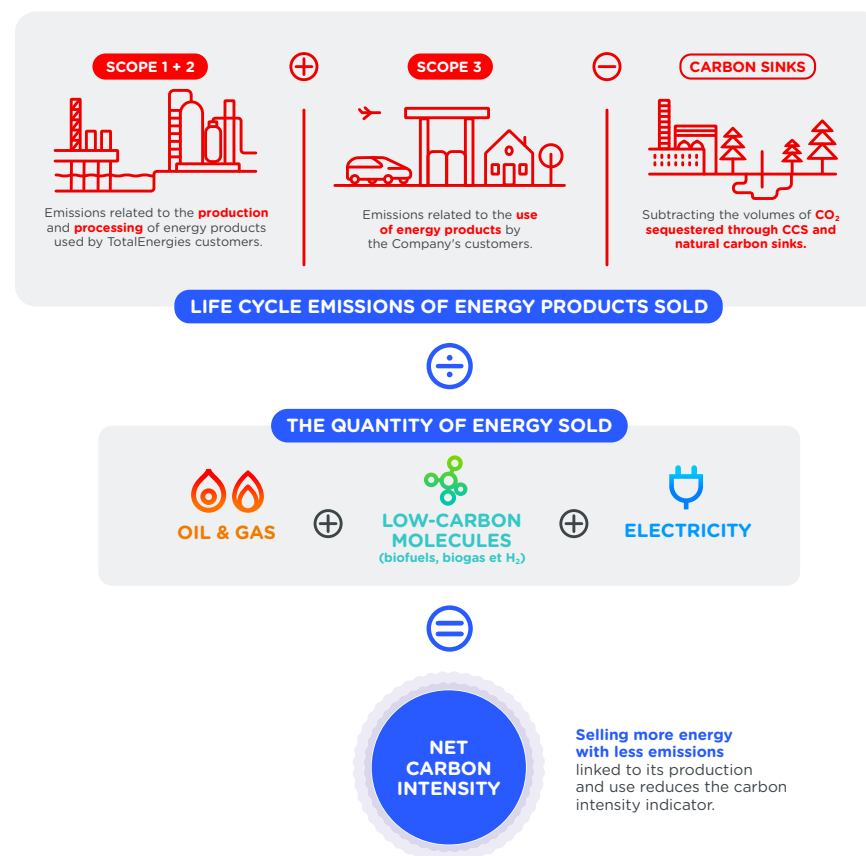 SCOPE 1 + 2
Emissions related to the production
and processing of energy products
used by TotalEnergies customers.
SCOPE 3
Emissions related to the use
of energy products by
the Company's customers.
CARBON SINKS
Subtracting the volumes of CO₂
sequestered through CCS and
natural carbon sinks.
LIFE CYCLE EMISSIONS OF ENERGY PRODUCTS SOLD
THE QUANTITY OF ENERGY SOLD
OIL & GAS
LOW-CARBON
MOLECULES
(biofuels, biogas et H₂)
ELECTRICITY
NET
CARBON
INTENSITY
Selling more energy
with less emissions
linked to its production
and use reduces the carbon
intensity indicator.